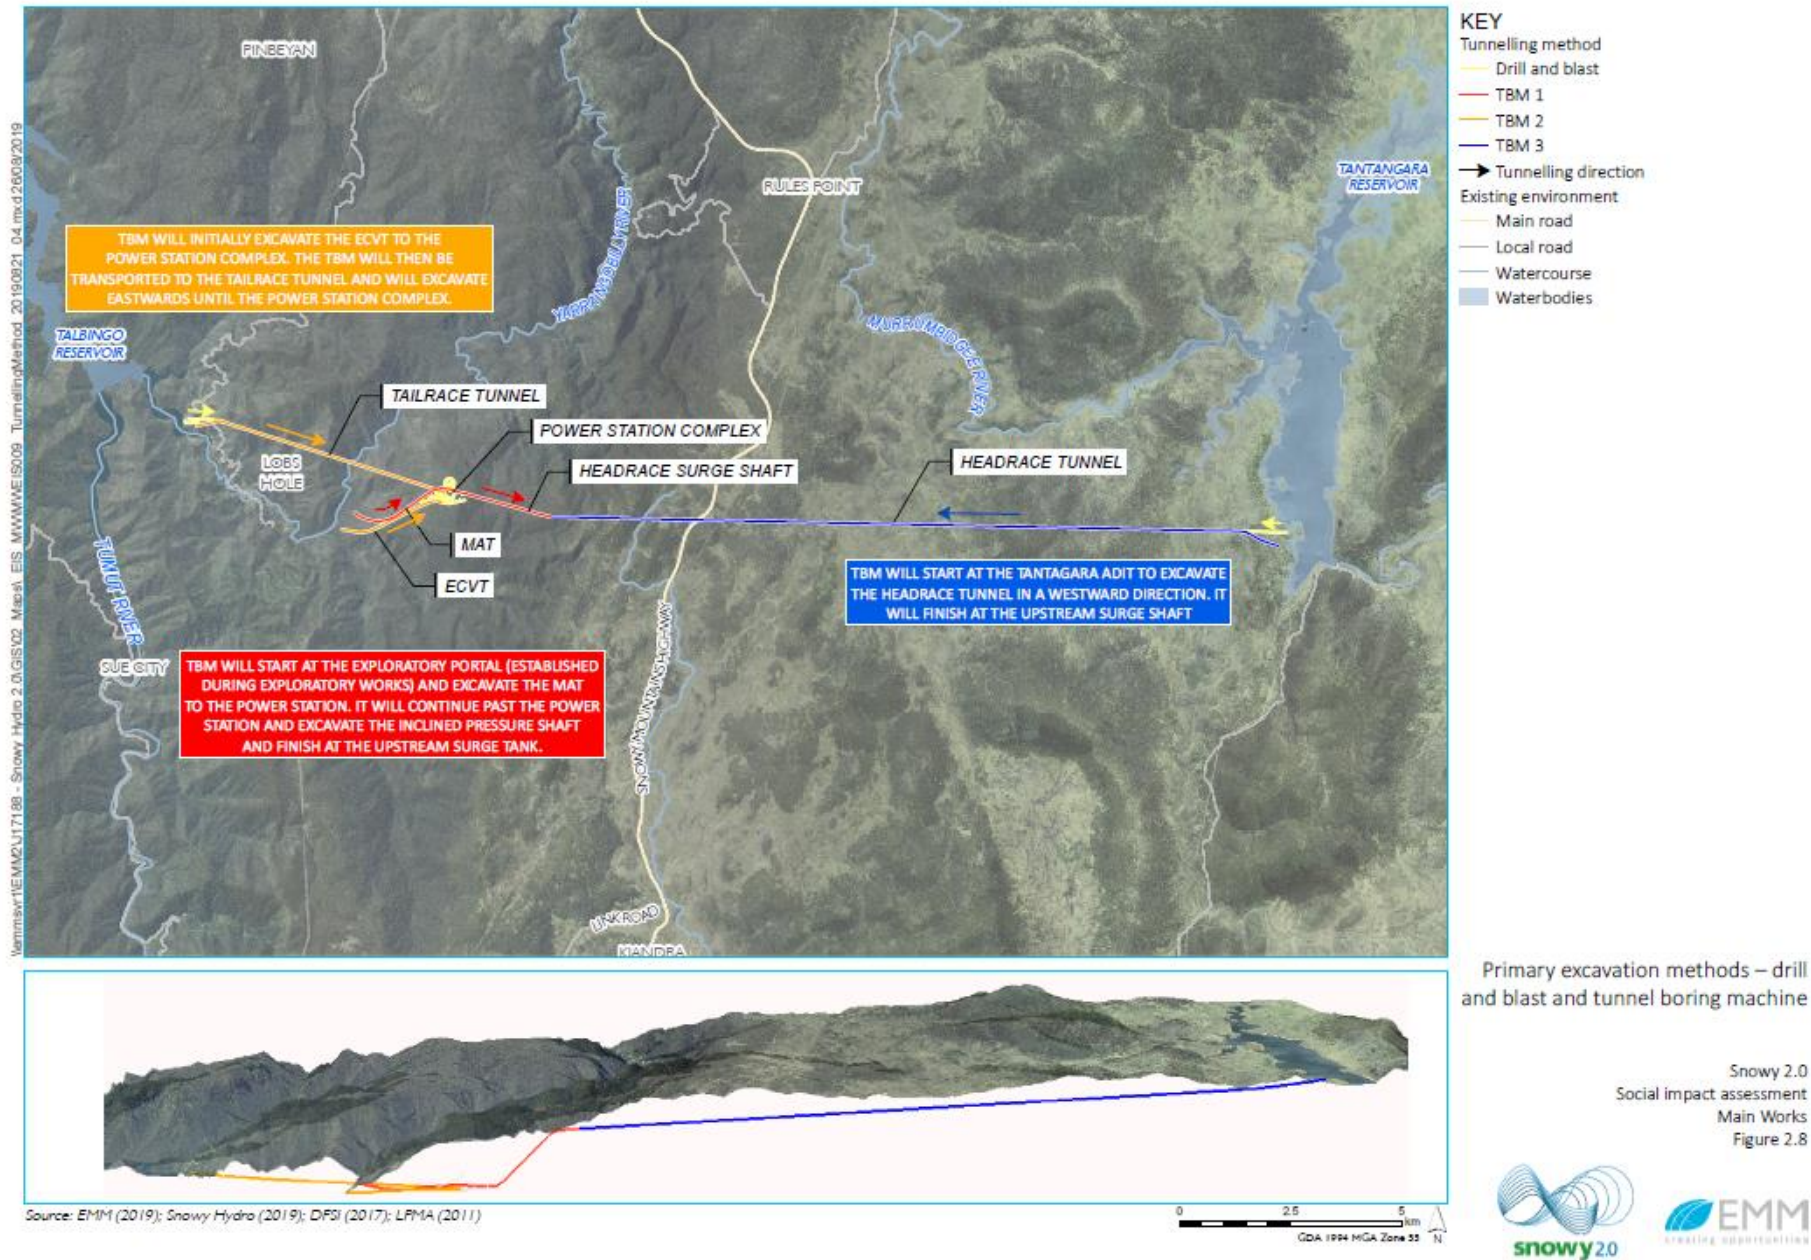 PINBEYAN
RULES POINT
TANTANGARA
RESERVOIR
YARRANGOBILLY RIVER
MURRUMBIDGEE RIVER
TBM WILL INITIALLY EXCAVATE THE ECVT TO THE
POWER STATION COMPLEX. THE TBM WILL THEN BE
TRANSPORTED TO THE TAILRACE TUNNEL AND WILL EXCAVATE
EASTWARDS UNTIL THE POWER STATION COMPLEX.
TALBINGO
RESERVOIR
TAILRACE TUNNEL
POWER STATION COMPLEX
HEADRACE SURGE SHAFT
HEADRACE TUNNEL
LOBS
HOLE
MAT
ECVT
TUMUT RIVER
SUE CITY
TBM WILL START AT THE TANTAGARA ADIT TO EXCAVATE
THE HEADRACE TUNNEL IN A WESTWARD DIRECTION. IT
WILL FINISH AT THE UPSTREAM SURGE SHAFT
TBM WILL START AT THE EXPLORATORY PORTAL (ESTABLISHED
DURING EXPLORATORY WORKS) AND EXCAVATE THE MAT
TO THE POWER STATION. IT WILL CONTINUE PAST THE POWER
STATION AND EXCAVATE THE INCLINED PRESSURE SHAFT
AND FINISH AT THE UPSTREAM SURGE TANK.
SNOWY MOUNTAINS HIGHWAY
LINK ROAD
KIANDRA
KEY
Tunnelling method
Drill and blast
TBM 1
TBM 2
TBM 3
Tunnelling direction
Existing environment
Main road
Local road
Watercourse
Waterbodies
Primary excavation methods – drill
and blast and tunnel boring machine
Snowy 2.0
Social impact assessment
Main Works
Figure 2.8
Source: EMM (2019); Snowy Hydro (2019); DFSI (2017); LPMA (2011)
0 2.5 5
km
GDA 1994 MGA Zone 55
N
snowy2.0
EMM
creating opportunities